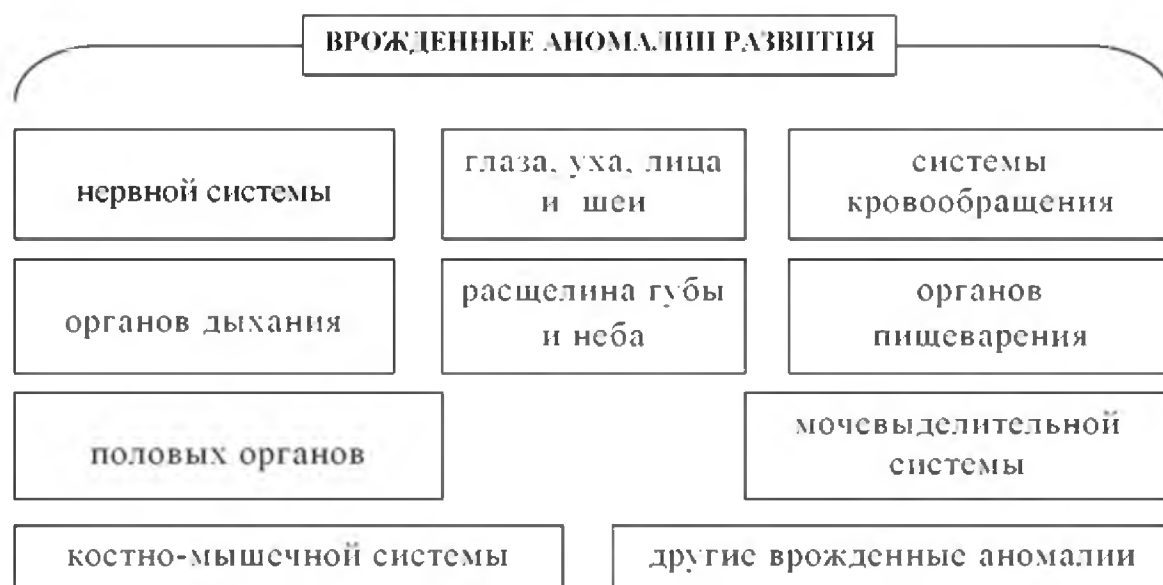 ВРОЖДЕННЫЕ АНОМАЛИИ РАЗВИТИЯ
нервной системы
глаза, уха, лица
и шеи
системы
кровообращения
органов дыхания
расщелина губы
и неба
органов
пищеварения
половых органов
мочевыделительной
системы
костно-мышечной системы
другие врожденные аномалии